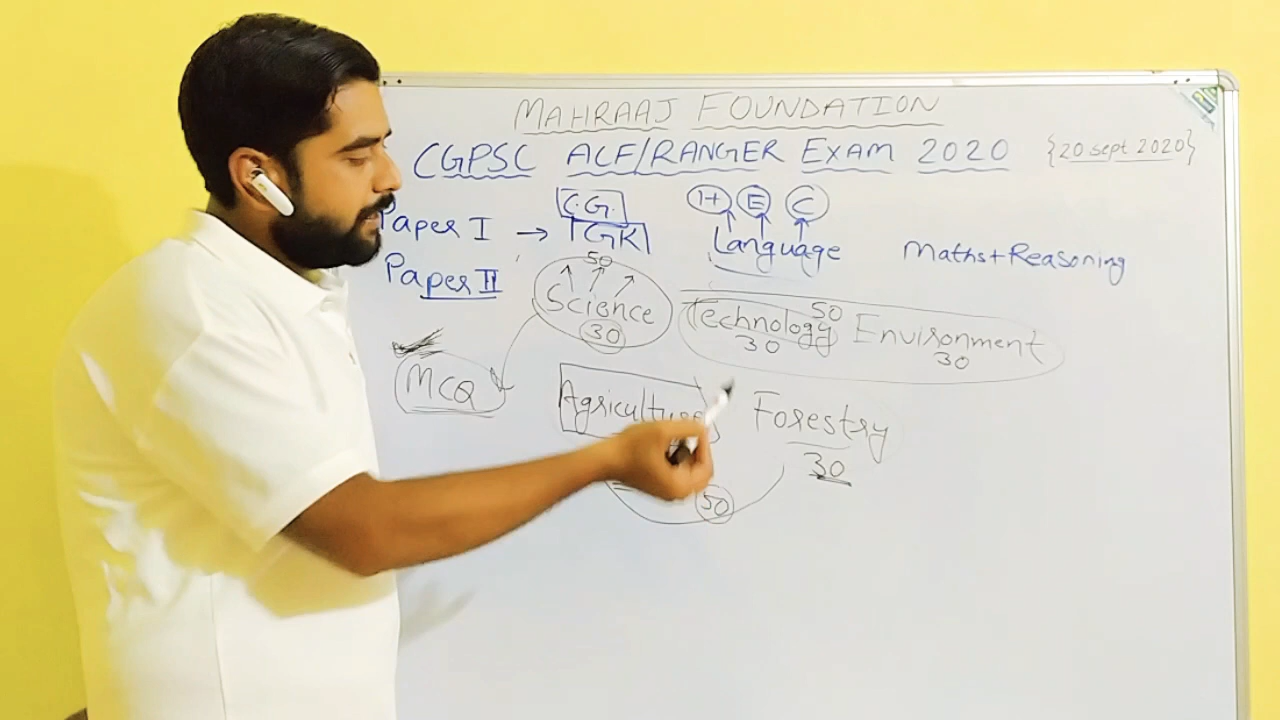 MAHRAAJ FOUNDATION
CGPSC ACF/RANGER EXAM 2020 {20 sept 2020}
C.G. H E C
Paper I → GK Language Maths+Reasoning
Paper II 50
Science Technology 50 Environment
30 30 30
MCQ Agriculture Forestry
30
50